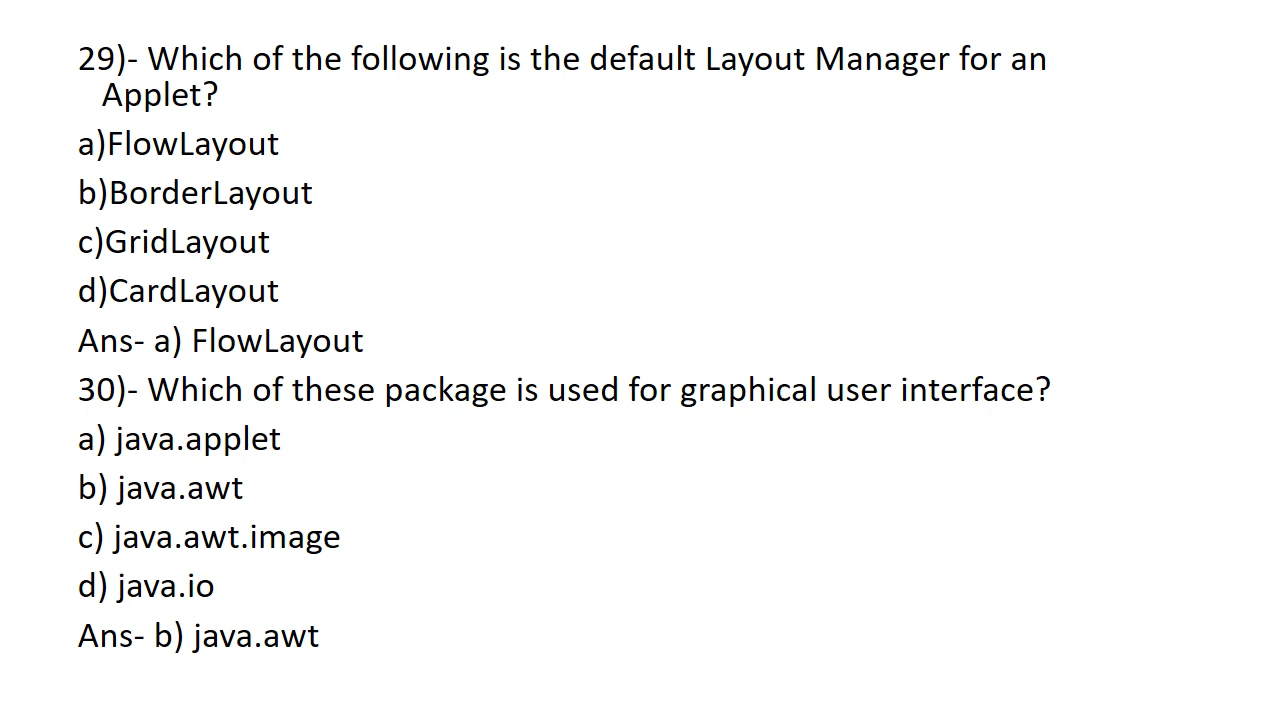 29)- Which of the following is the default Layout Manager for an
Applet?
a)FlowLayout
b)BorderLayout
c)GridLayout
d)CardLayout
Ans- a) FlowLayout
30)- Which of these package is used for graphical user interface?
a) java.applet
b) java.awt
c) java.awt.image
d) java.io
Ans- b) java.awt